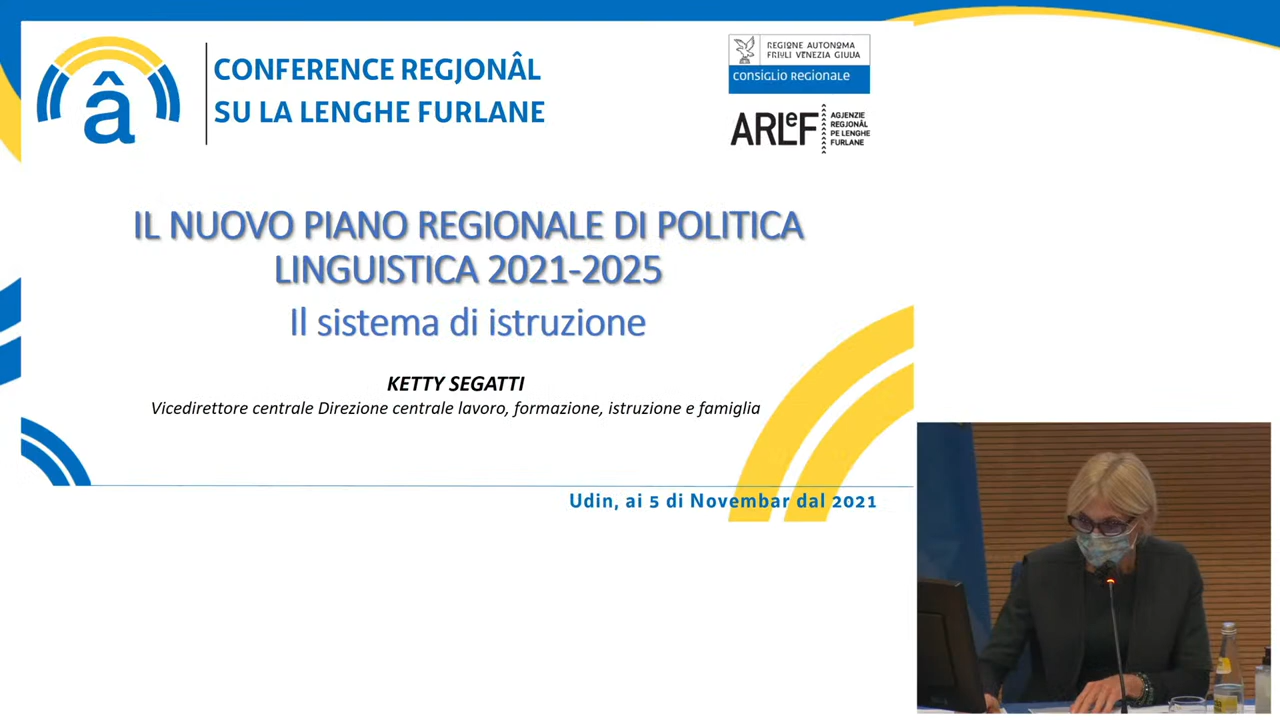 â
CONFERENCE REGJONÂL
SU LA LENGHE FURLANE
REGIONE AUTONOMA
FRIULI VENEZIA GIULIA
CONSIGLIO REGIONALE
ARLeF
AGJENZIE
REGJONÂL
PE LENGHE
FURLANE
IL NUOVO PIANO REGIONALE DI POLITICA
LINGUISTICA 2021-2025
Il sistema di istruzione
KETTY SEGATTI
Vicedirettore centrale Direzione centrale lavoro, formazione, istruzione e famiglia
Udin, ai 5 di Novembar dal 2021